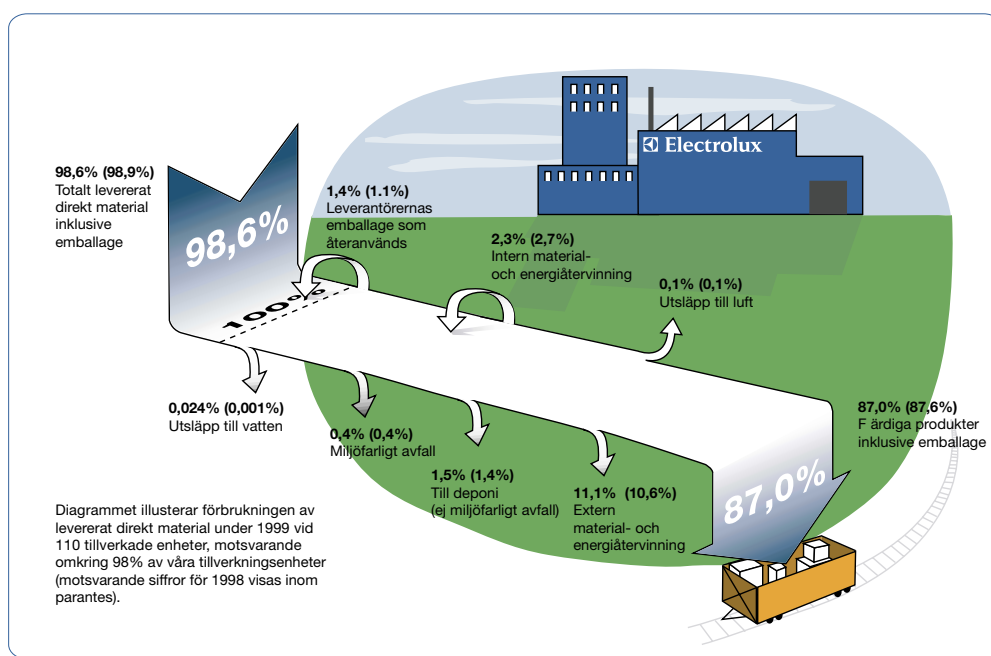 Electrolux
98,6% (98,9%)
Totalt levererat
direkt material
inklusive
emballage
98,6%
100%
1,4% (1.1%)
Leverantörernas
emballage som
återanvänds
2,3% (2,7%)
Intern material-
och energiåtervinning
0,1% (0,1%)
Utsläpp till luft
0,024% (0,001%)
Utsläpp till vatten
0,4% (0,4%)
Miljöfarligt avfall
1,5% (1,4%)
Till deponi
(ej miljöfarligt avfall)
11,1% (10,6%)
Extern
material- och
energiåtervinning
87,0% (87,6%)
F ärdiga produkter
inklusive emballage
87,0%
Diagrammet illusterar förbrukningen av
levererat direkt material under 1999 vid
110 tillverkade enheter, motsvarande
omkring 98% av våra tillverkningsenheter
(motsvarande siffror för 1998 visas inom
parantes).